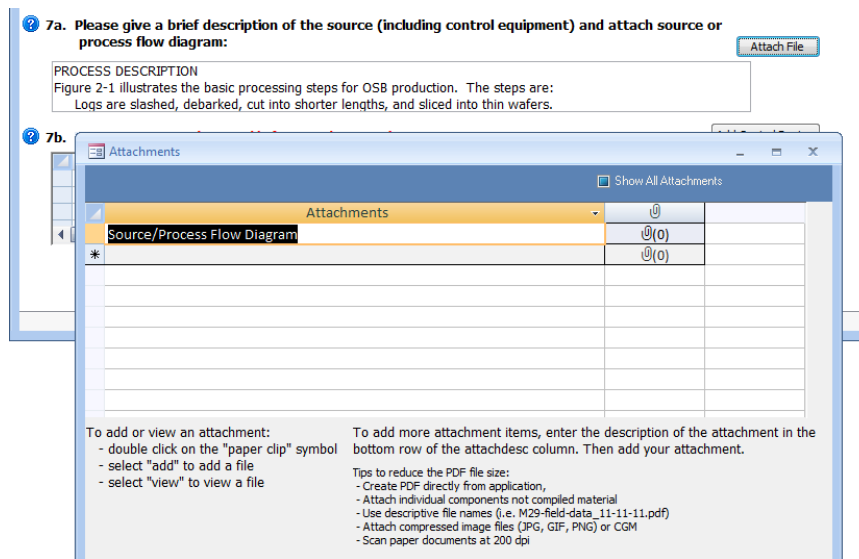 7a. Please give a brief description of the source (including control equipment) and attach source or
process flow diagram:
Attach File
PROCESS DESCRIPTION
Figure 2-1 illustrates the basic processing steps for OSB production. The steps are:
Logs are slashed, debarked, cut into shorter lengths, and sliced into thin wafers.
7b.
Attachments
Show All Attachments
Attachments
Source/Process Flow Diagram (0)
(0)
To add or view an attachment:
- double click on the "paper clip" symbol
- select "add" to add a file
- select "view" to view a file
To add more attachment items, enter the description of the attachment in the
bottom row of the attachdesc column. Then add your attachment.
Tips to reduce the PDF file size:
- Create PDF directly from application,
- Attach individual components not compiled material
- Use descriptive file names (i.e. M29-field-data_11-11-11.pdf)
- Attach compressed image files (JPG, GIF, PNG) or CGM
- Scan paper documents at 200 dpi